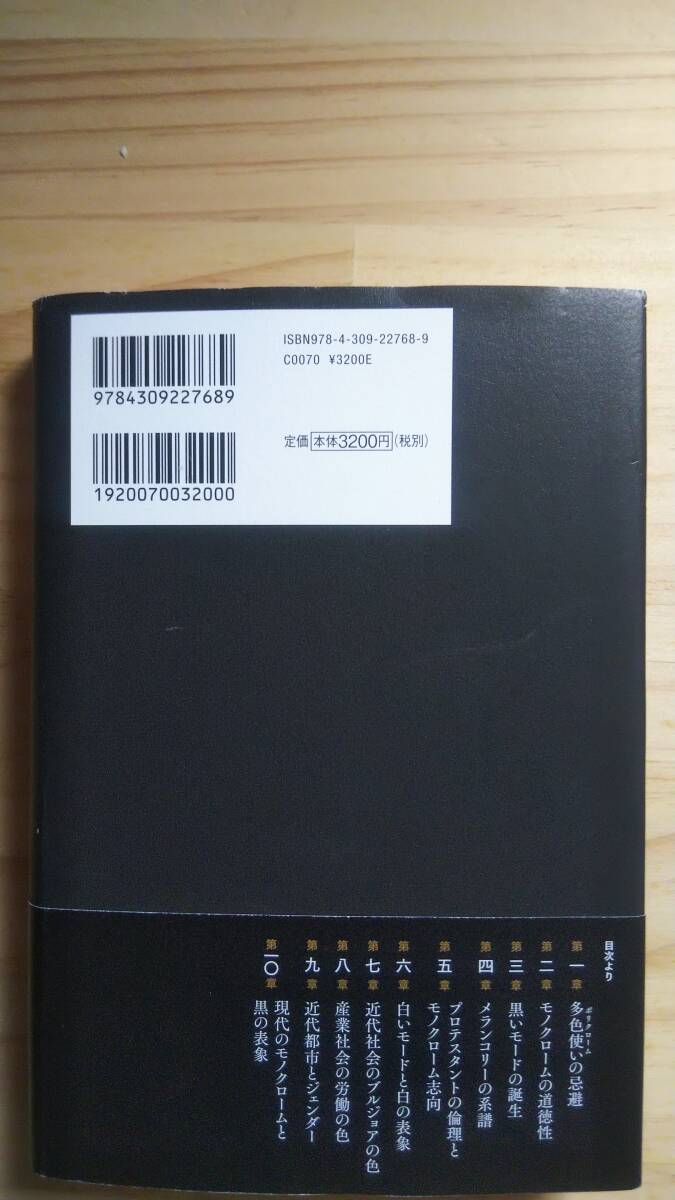 ISBN978-4-309-22768-9
C0070 ¥3200E
9784309227689
定価 本体3200円(税別)
1920070032000
目次より
第一章 多色使いの忌避
ポリクローム
第二章 モノクロームの道徳性
第三章 黒いモードの誕生
第四章 メランコリーの系譜
第五章 プロテスタントの倫理と
モノクローム志向
第六章 白いモードと白の表象
第七章 近代社会のブルジョアの色
第八章 産業社会の労働の色
第九章 近代都市とジェンダー
第一〇章 現代のモノクロームと
黒の表象